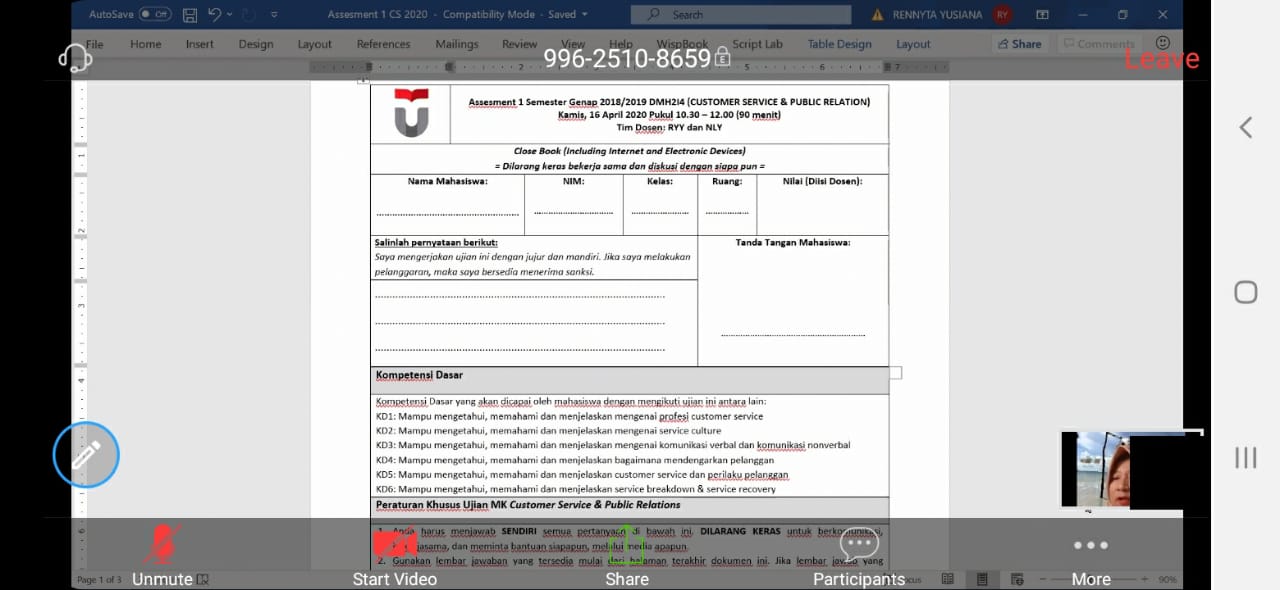 AutoSave Off Assesment 1 CS 2020 - Compatibility Mode - Saved Search RENNYTA YUSIANA RY
File Home Insert Design Layout References Mailings Review View Help WispBook Script Lab Table Design Layout Share Comments
996-2510-8659 Leave
Assesment 1 Semester Genap 2018/2019 DMH2I4 (CUSTOMER SERVICE & PUBLIC RELATION)
Kamis, 16 April 2020 Pukul 10.30 – 12.00 (90 menit)
Tim Dosen: RYY dan NLY
Close Book (Including Internet and Electronic Devices)
= Dilarang keras bekerja sama dan diskusi dengan siapa pun =
Nama Mahasiswa: NIM: Kelas: Ruang: Nilai (Diisi Dosen):
Salinlah pernyataan berikut: Tanda Tangan Mahasiswa:
Saya mengerjakan ujian ini dengan jujur dan mandiri. Jika saya melakukan
pelanggaran, maka saya bersedia menerima sanksi.
Kompetensi Dasar
Kompetensi Dasar yang akan dicapai oleh mahasiswa dengan mengikuti ujian ini antara lain:
KD1: Mampu mengetahui, memahami dan menjelaskan mengenai profesi customer service
KD2: Mampu mengetahui, memahami dan menjelaskan mengenai service culture
KD3: Mampu mengetahui, memahami dan menjelaskan mengenai komunikasi verbal dan komunikasi nonverbal
KD4: Mampu mengetahui, memahami dan menjelaskan bagaimana mendengarkan pelanggan
KD5: Mampu mengetahui, memahami dan menjelaskan customer service dan perilaku pelanggan
KD6: Mampu mengetahui, memahami dan menjelaskan service breakdown & service recovery
Peraturan Khusus Ujian MK Customer Service & Public Relations
1. Anda harus menjawab SENDIRI semua pertanyaan di bawah ini. DILARANG KERAS untuk berkomunikasi,
dan meminta bantuan siapapun, melalui media apapun.
2. Gunakan lembar jawaban yang tersedia mulai dari halaman terakhir dokumen ini. Jika lembar jawab yang
Page 1 of 3 Unmute Start Video Share Participants More 90%